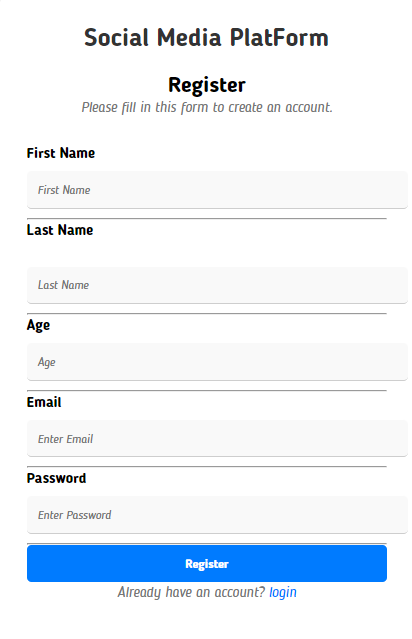 Social Media PlatForm
Register
Please fill in this form to create an account.
First Name
First Name
Last Name
Last Name
Age
Age
Email
Enter Email
Password
Enter Password
Register
Already have an account? login